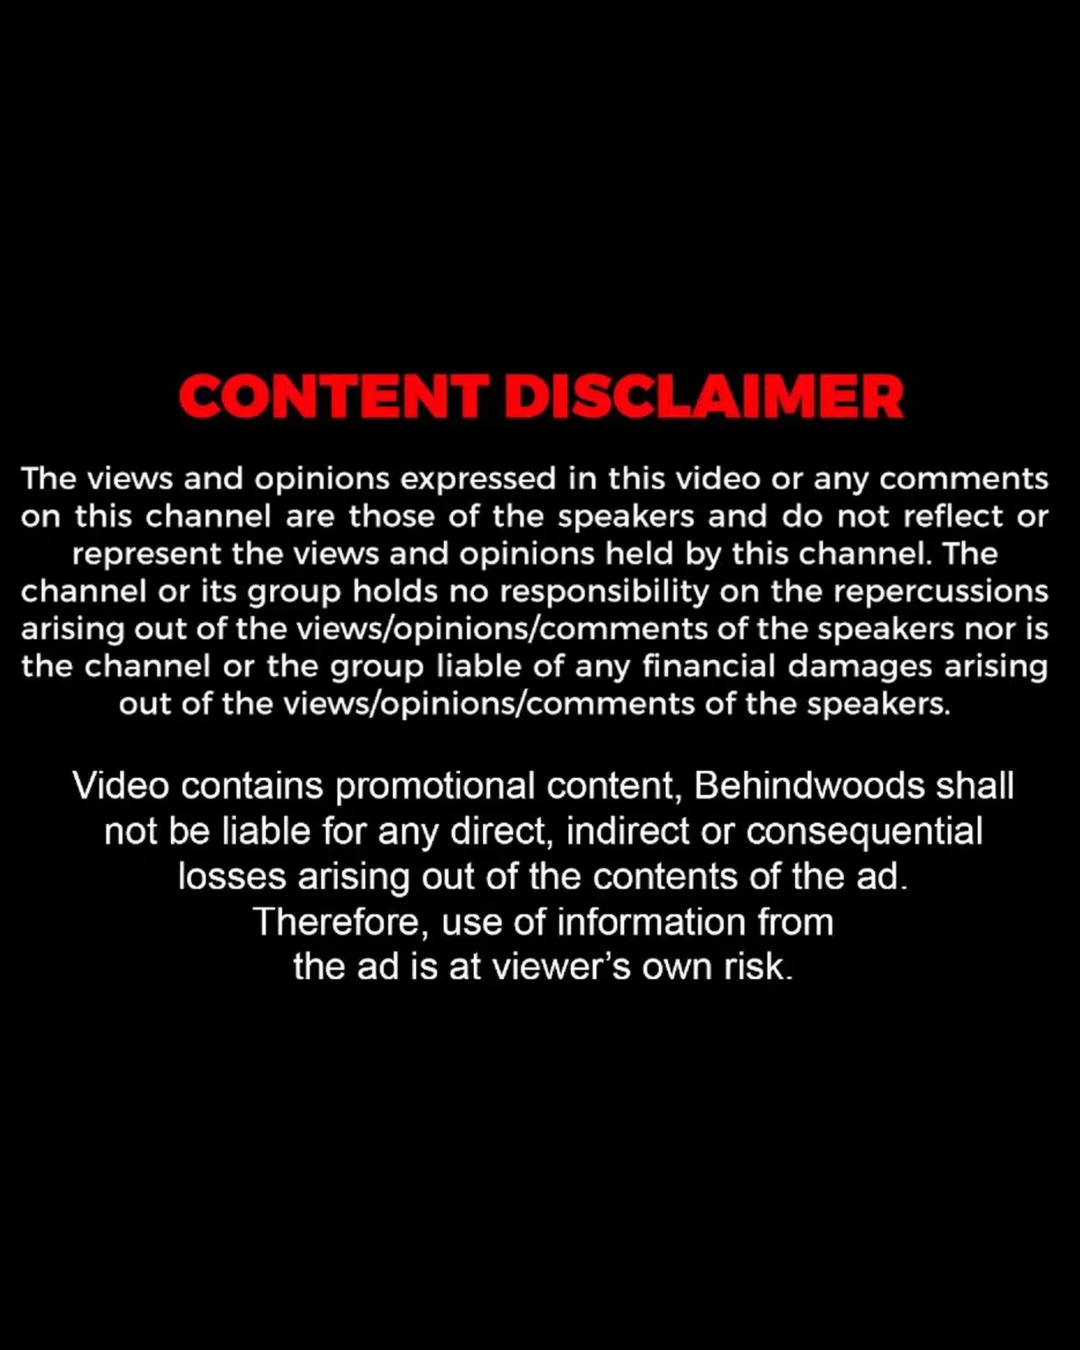 CONTENT DISCLAIMER
The views and opinions expressed in this video or any comments
on this channel are those of the speakers and do not reflect or
represent the views and opinions held by this channel. The
channel or its group holds no responsibility on the repercussions
arising out of the views/opinions/comments of the speakers nor is
the channel or the group liable of any financial damages arising
out of the views/opinions/comments of the speakers.
Video contains promotional content, Behindwoods shall
not be liable for any direct, indirect or consequential
losses arising out of the contents of the ad.
Therefore, use of information from
the ad is at viewer’s own risk.